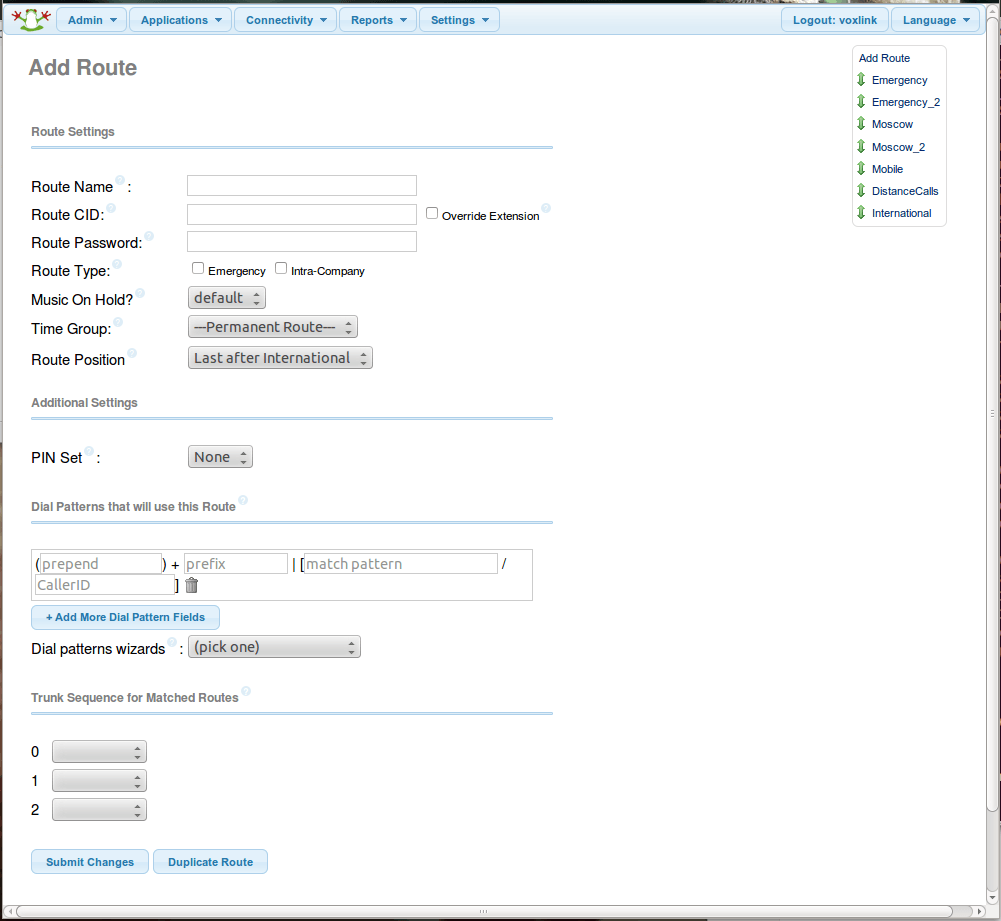 Admin Applications Connectivity Reports Settings Logout: voxlink Language
Add Route
Add Route
Emergency
Emergency_2
Moscow
Moscow_2
Mobile
DistanceCalls
International
Route Settings
Route Name ? :
Route CID: ? Override Extension ?
Route Password: ?
Route Type: ? Emergency Intra-Company
Music On Hold? ? default
Time Group: ? ---Permanent Route---
Route Position ? Last after International
Additional Settings
PIN Set ? : None
Dial Patterns that will use this Route ?
(prepend) + prefix | [match pattern /
CallerID ]
+ Add More Dial Pattern Fields
Dial patterns wizards ? : (pick one)
Trunk Sequence for Matched Routes ?
0
1
2
Submit Changes Duplicate Route